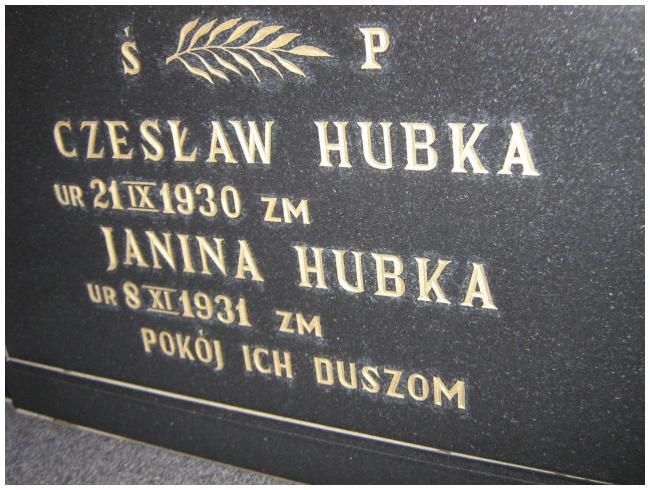 Ś P
CZESŁAW HUBKA
UR 21 IX 1930 ZM
JANINA HUBKA
UR 8 XI 1931 ZM
POKÓJ ICH DUSZOM